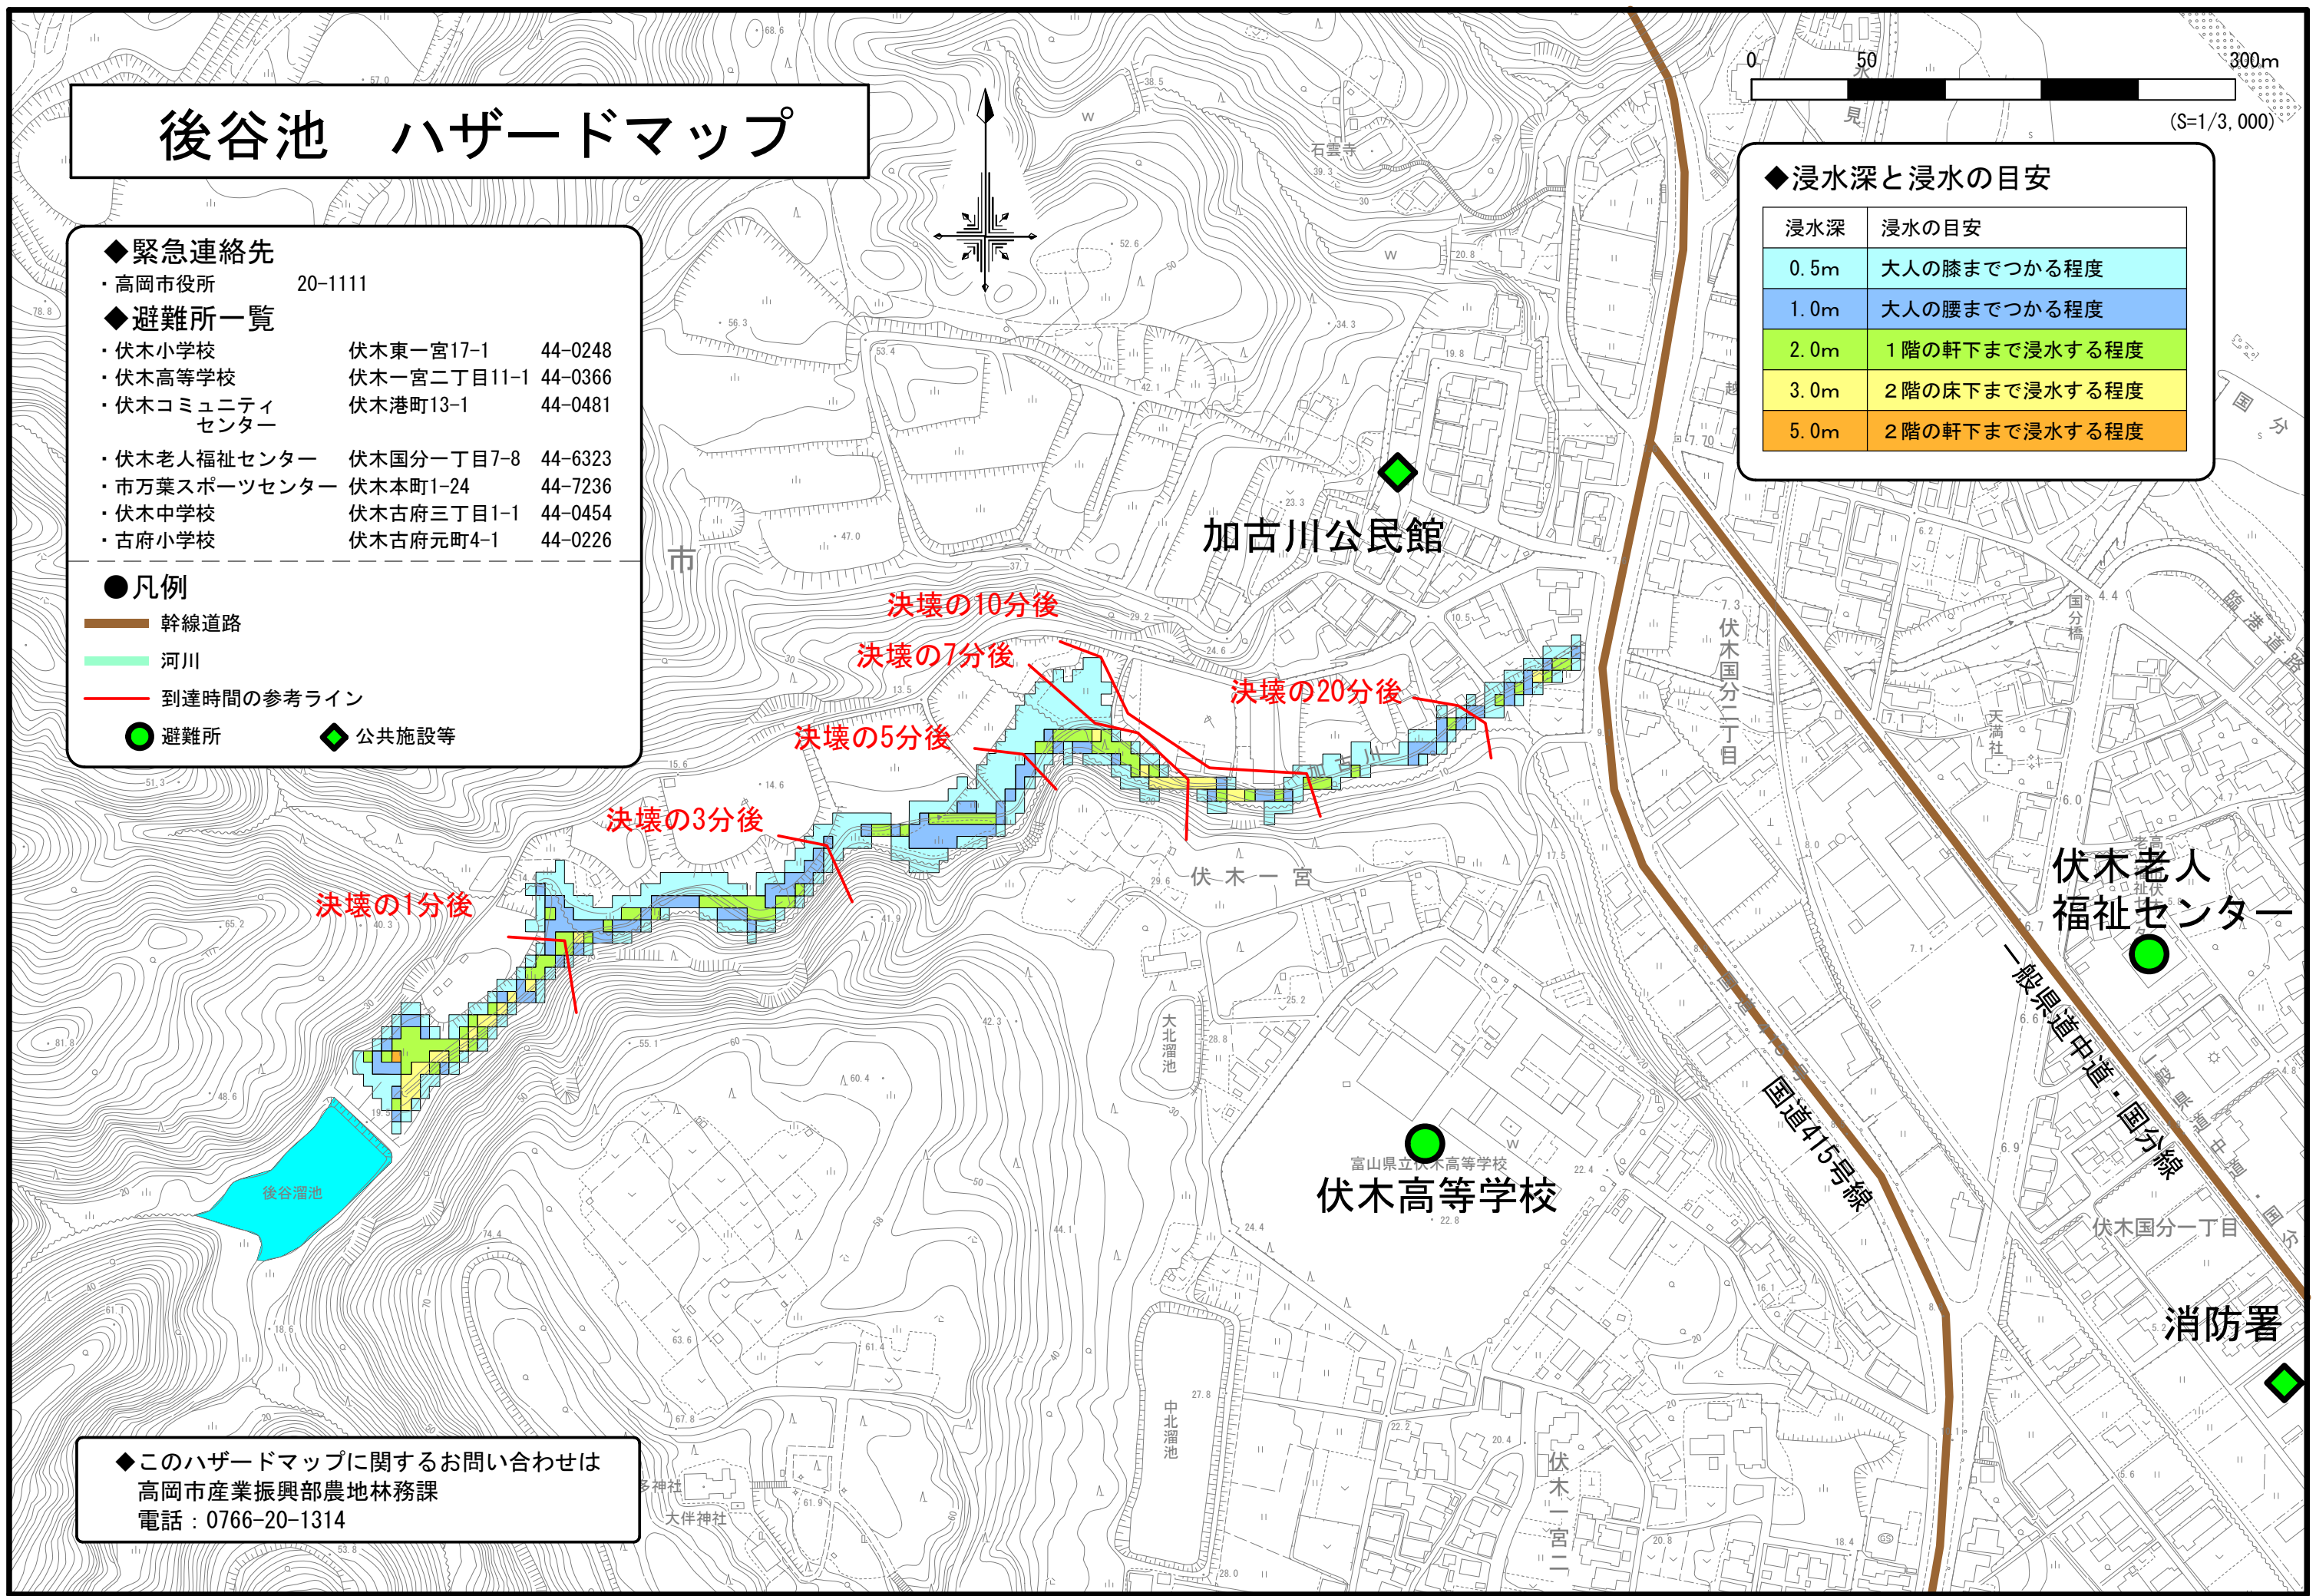 後谷池　ハザードマップ
0 50 300m
(S=1/3,000)
◆浸水深と浸水の目安
浸水深 浸水の目安
0.5m 大人の膝までつかる程度
1.0m 大人の腰までつかる程度
2.0m 1階の軒下まで浸水する程度
3.0m 2階の床下まで浸水する程度
5.0m 2階の軒下まで浸水する程度
◆緊急連絡先
・高岡市役所 20-1111
◆避難所一覧
・伏木小学校 伏木東一宮17-1 44-0248
・伏木高等学校 伏木一宮二丁目11-1 44-0366
・伏木コミュニティ 伏木港町13-1 44-0481
センター
・伏木老人福祉センター 伏木国分一丁目7-8 44-6323
・市万葉スポーツセンター 伏木本町1-24 44-7236
・伏木中学校 伏木古府三丁目1-1 44-0454
・古府小学校 伏木古府元町4-1 44-0226
●凡例
幹線道路
河川
到達時間の参考ライン
避難所 公共施設等
石雲寺
市
加古川公民館
決壊の10分後
決壊の7分後
決壊の5分後
決壊の20分後
決壊の3分後
決壊の1分後
伏木国分二丁目
国分橋
臨港道路
天満社
国分
伏木一宮
伏木老人
福祉センター
大北溜池
一般県道中道・国分線
国道415号線
富山県立伏木高等学校
伏木高等学校
後谷溜池
伏木国分一丁目
消防署
中北溜池
伏木一宮二
大伴神社
◆このハザードマップに関するお問い合わせは
高岡市産業振興部農地林務課
電話：0766-20-1314